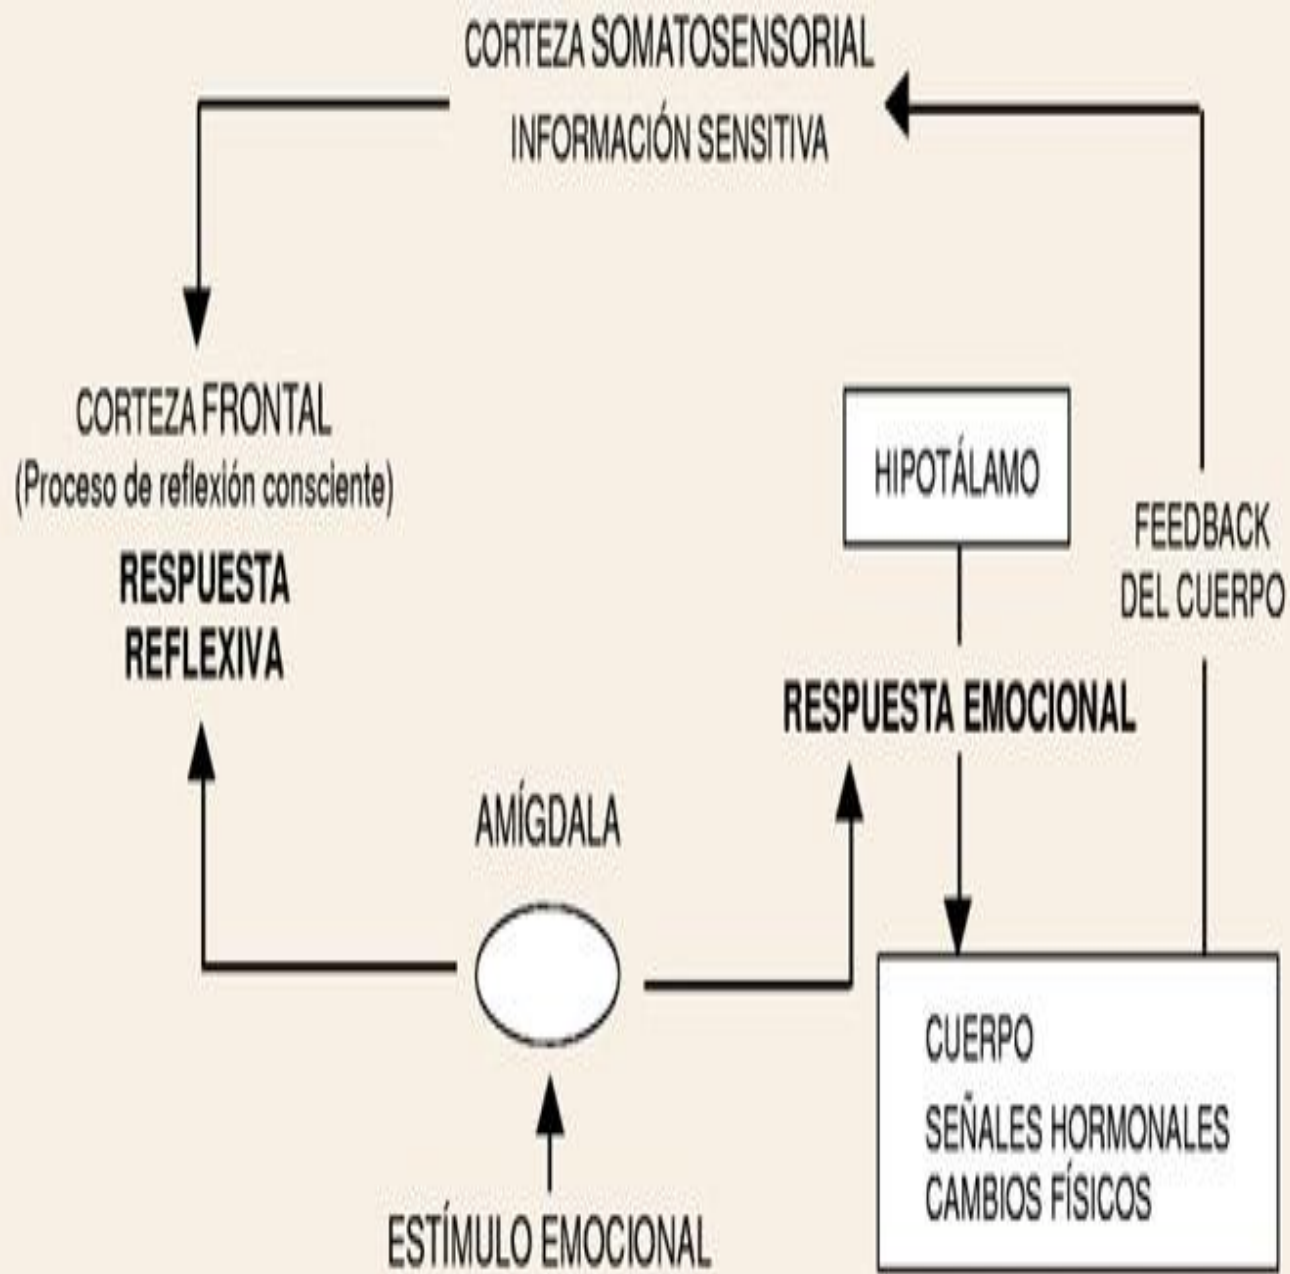 CORTEZA SOMATOSENSORIAL
INFORMACIÓN SENSITIVA
CORTEZA FRONTAL
(Proceso de reflexión consciente)
RESPUESTA
REFLEXIVA
HIPOTÁLAMO
FEEDBACK
DEL CUERPO
RESPUESTA EMOCIONAL
AMÍGDALA
CUERPO
SEÑALES HORMONALES
CAMBIOS FÍSICOS
ESTÍMULO EMOCIONAL